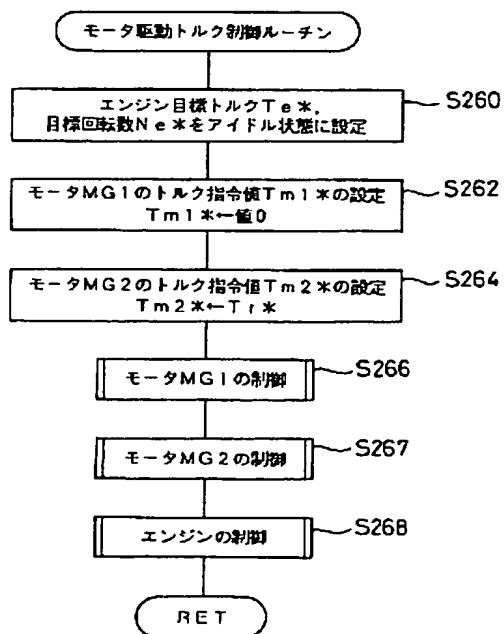 モータ駆動トルク制御ルーチン
エンジン目標トルクTe*,
目標回転数Ne*をアイドル状態に設定
S260
モータMG1のトルク指令値Tm1*の設定
Tm1*←値0
S262
モータMG2のトルク指令値Tm2*の設定
Tm2*←Tr*
S264
モータMG1の制御
S266
モータMG2の制御
S267
エンジンの制御
S268
RET